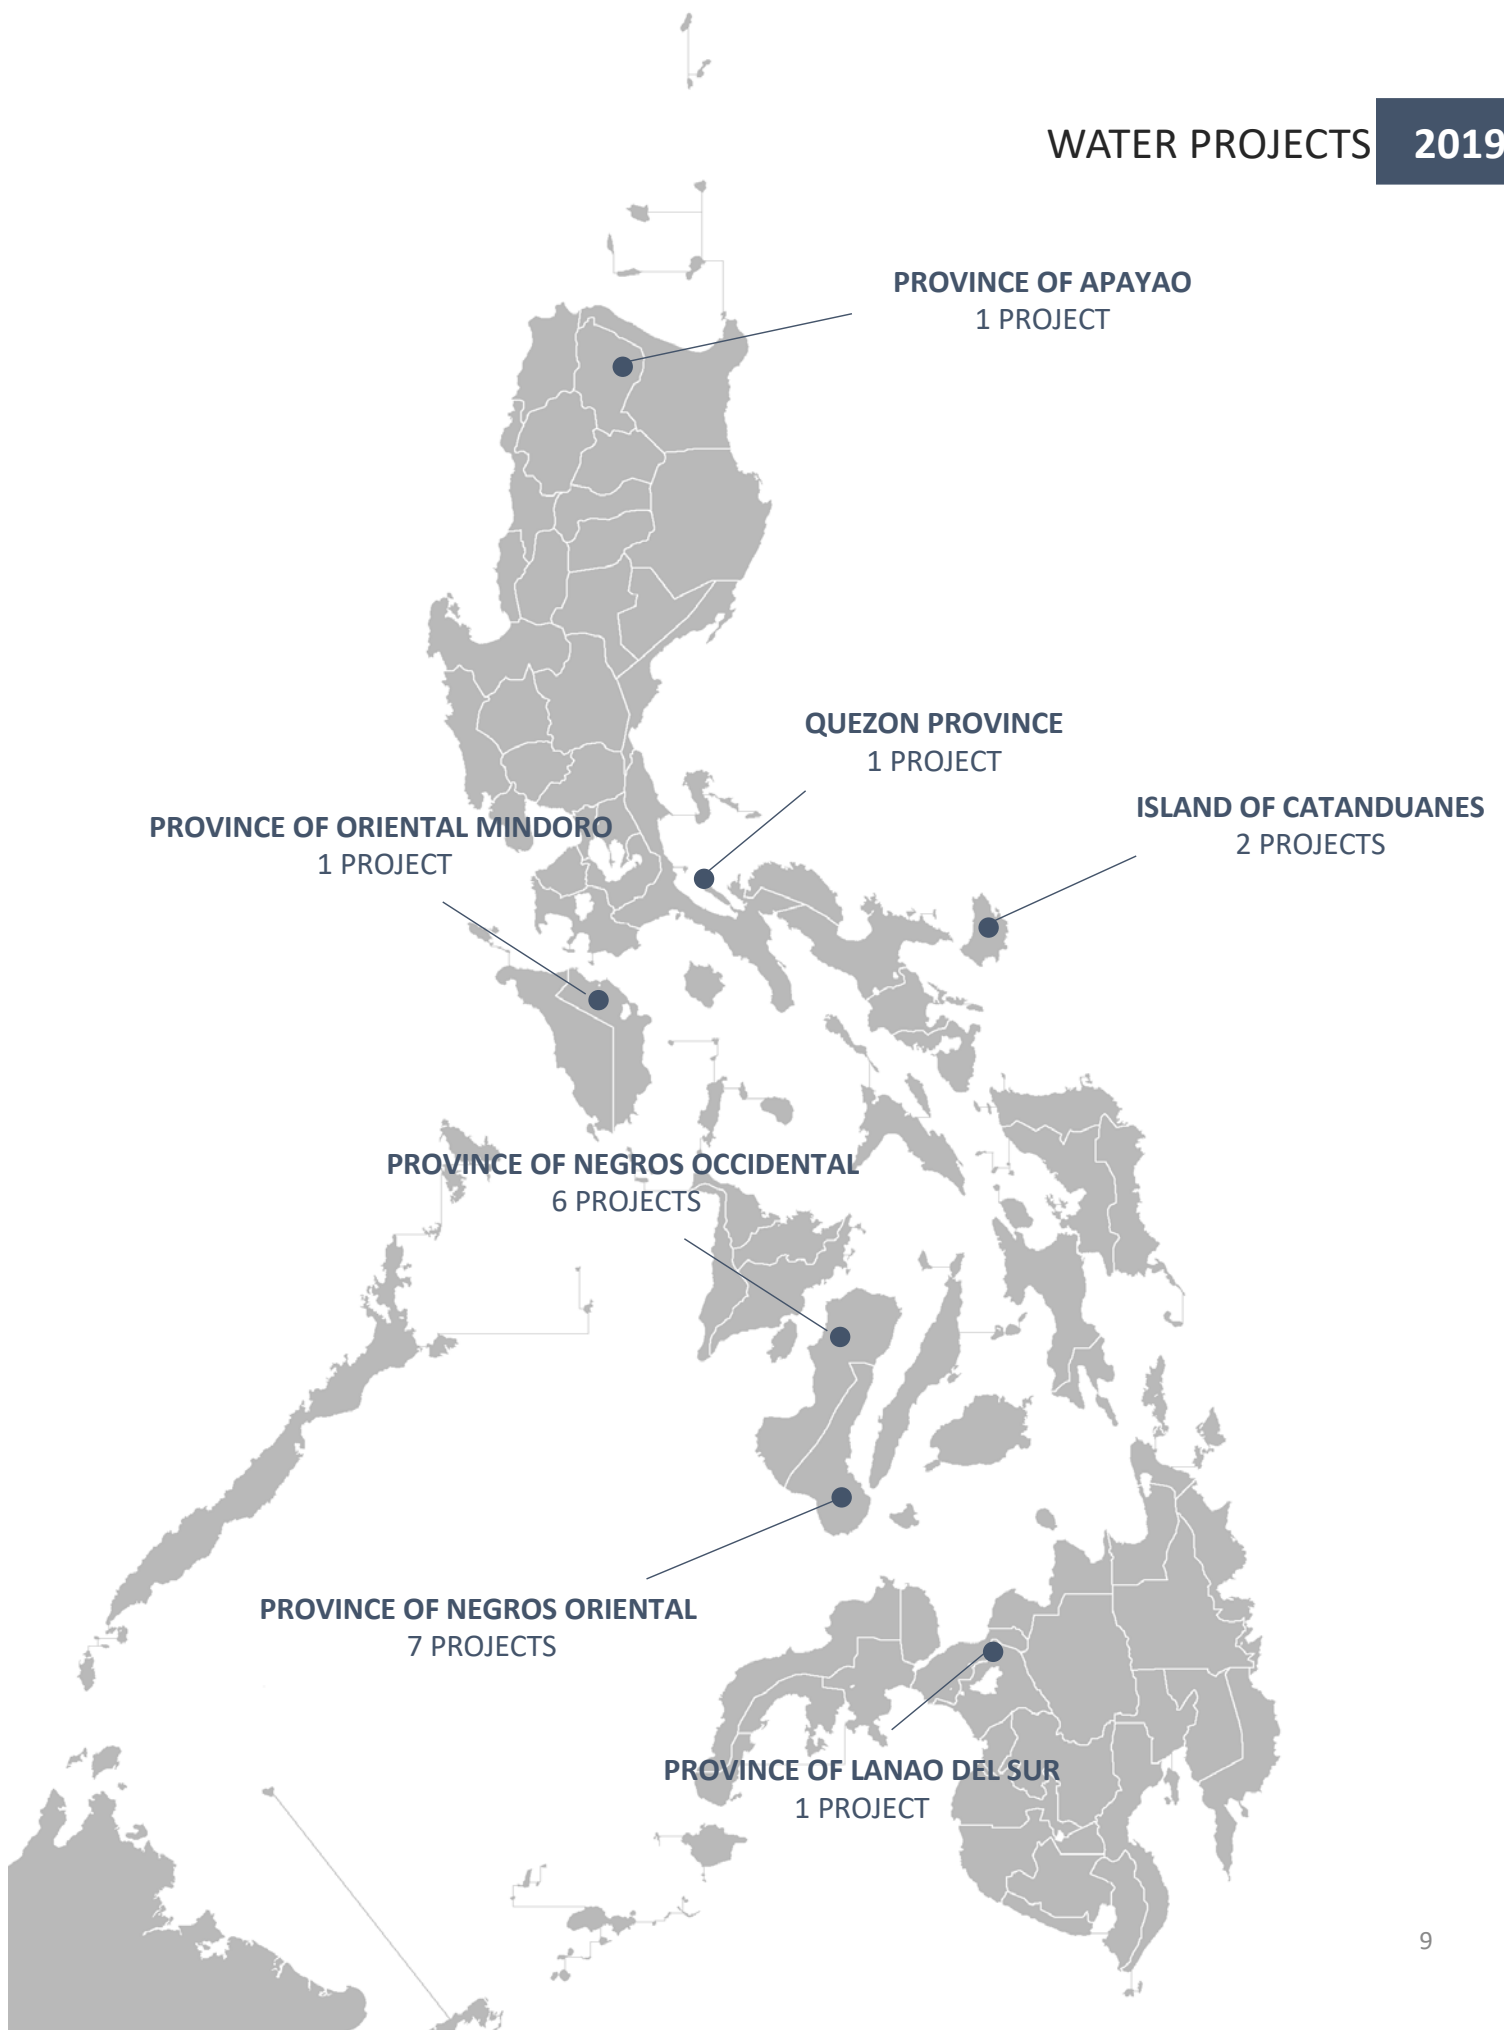 WATER PROJECTS 2019
PROVINCE OF APAYAO
1 PROJECT
QUEZON PROVINCE
1 PROJECT
ISLAND OF CATANDUANES
2 PROJECTS
PROVINCE OF ORIENTAL MINDORO
1 PROJECT
PROVINCE OF NEGROS OCCIDENTAL
6 PROJECTS
PROVINCE OF NEGROS ORIENTAL
7 PROJECTS
PROVINCE OF LANAO DEL SUR
1 PROJECT
9